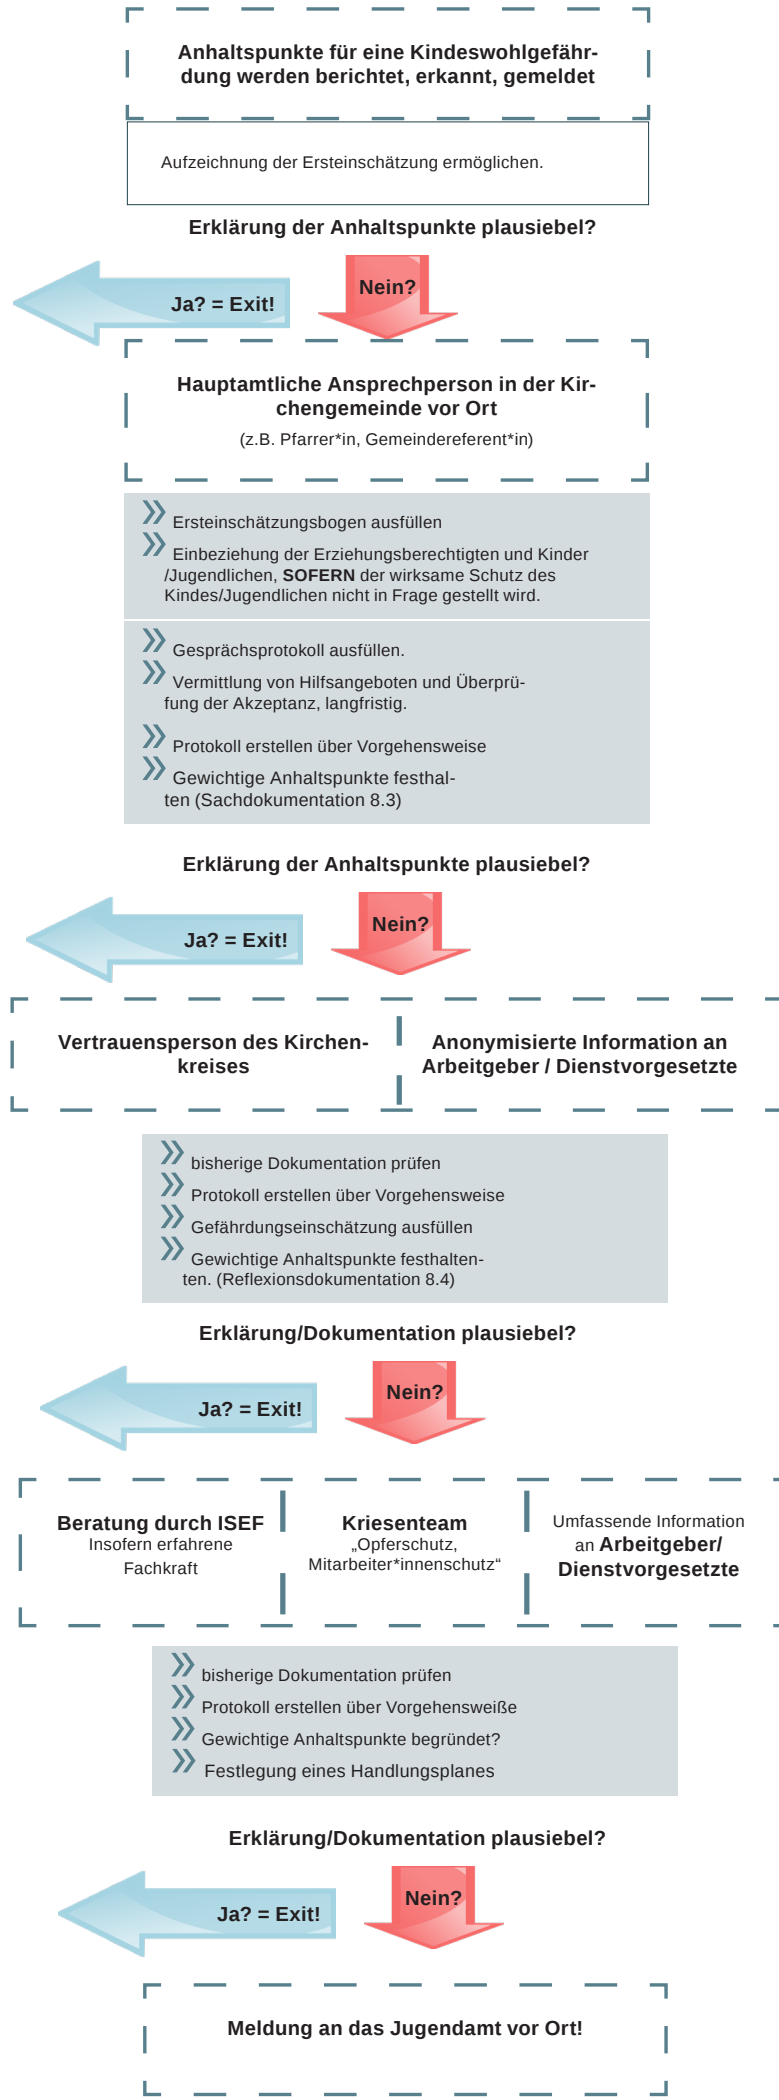 Anhaltspunkte für eine Kindeswohlgefähr-
dung werden berichtet, erkannt, gemeldet
Aufzeichnung der Ersteinschätzung ermöglichen.
Erklärung der Anhaltspunkte plausiebel?
Ja? = Exit!
Nein?
Hauptamtliche Ansprechperson in der Kir-
chengemeinde vor Ort
(z.B. Pfarrer*in, Gemeindereferent*in)
Ersteinschätzungsbogen ausfüllen
Einbeziehung der Erziehungsberechtigten und Kinder
/Jugendlichen, SOFERN der wirksame Schutz des
Kindes/Jugendlichen nicht in Frage gestellt wird.
Gesprächsprotokoll ausfüllen.
Vermittlung von Hilfsangeboten und Überprü-
fung der Akzeptanz, langfristig.
Protokoll erstellen über Vorgehensweise
Gewichtige Anhaltspunkte festhal-
ten (Sachdokumentation 8.3)
Erklärung der Anhaltspunkte plausiebel?
Ja? = Exit!
Nein?
Vertrauensperson des Kirchen-
kreises
Anonymisierte Information an
Arbeitgeber / Dienstvorgesetzte
bisherige Dokumentation prüfen
Protokoll erstellen über Vorgehensweise
Gefährdungseinschätzung ausfüllen
Gewichtige Anhaltspunkte festhalten-
ten. (Reflexionsdokumentation 8.4)
Erklärung/Dokumentation plausiebel?
Ja? = Exit!
Nein?
Beratung durch ISEF
Insofern erfahrene
Fachkraft
Kriesenteam
„Opferschutz,
Mitarbeiter*innenschutz“
Umfassende Information
an Arbeitgeber/
Dienstvorgesetzte
bisherige Dokumentation prüfen
Protokoll erstellen über Vorgehensweiße
Gewichtige Anhaltspunkte begründet?
Festlegung eines Handlungsplanes
Erklärung/Dokumentation plausiebel?
Ja? = Exit!
Nein?
Meldung an das Jugendamt vor Ort!